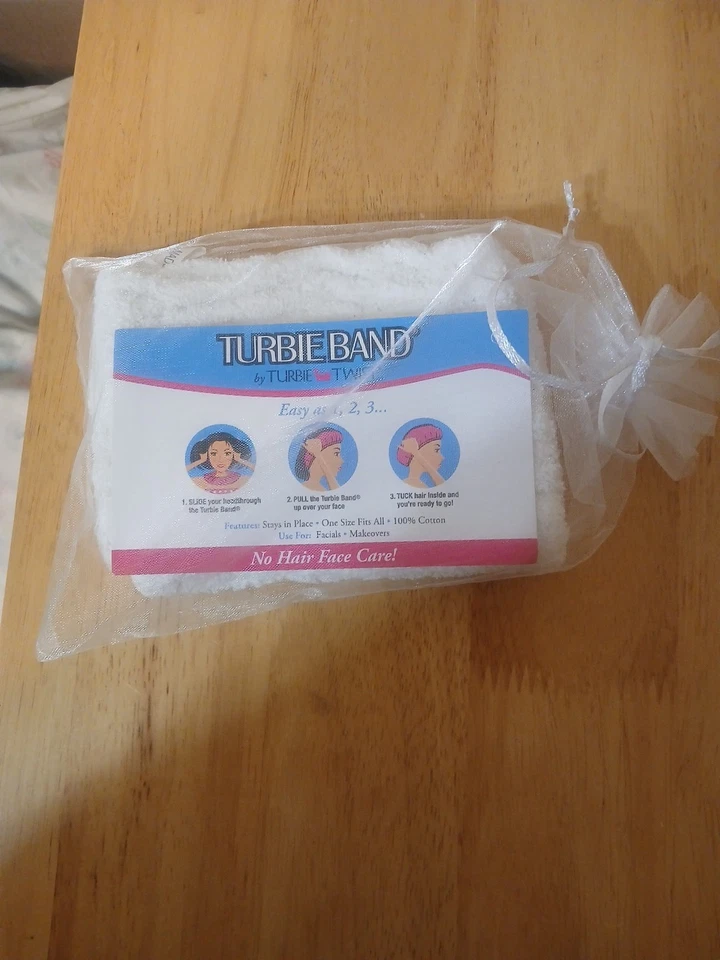 TURBIE BAND
by TURBIE TWIS
Easy as 1, 2, 3...
1. SLIDE your head through
the Turbie Band®
2. PULL the Turbie Band®
up over your face
3. TUCK hair inside and
you're ready to go!
Features: Stays in Place • One Size Fits All • 100% Cotton
Use For: Facials • Makeovers
No Hair Face Care!